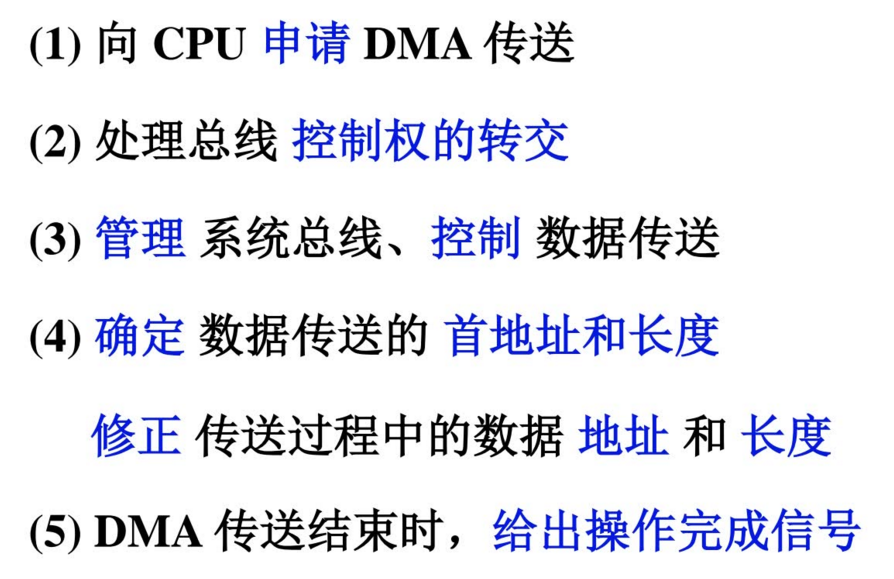 (1) 向 CPU 申请 DMA 传送
(2) 处理总线 控制权的转交
(3) 管理 系统总线、控制 数据传送
(4) 确定 数据传送的 首地址和长度
修正 传送过程中的数据 地址 和 长度
(5) DMA 传送结束时，给出操作完成信号